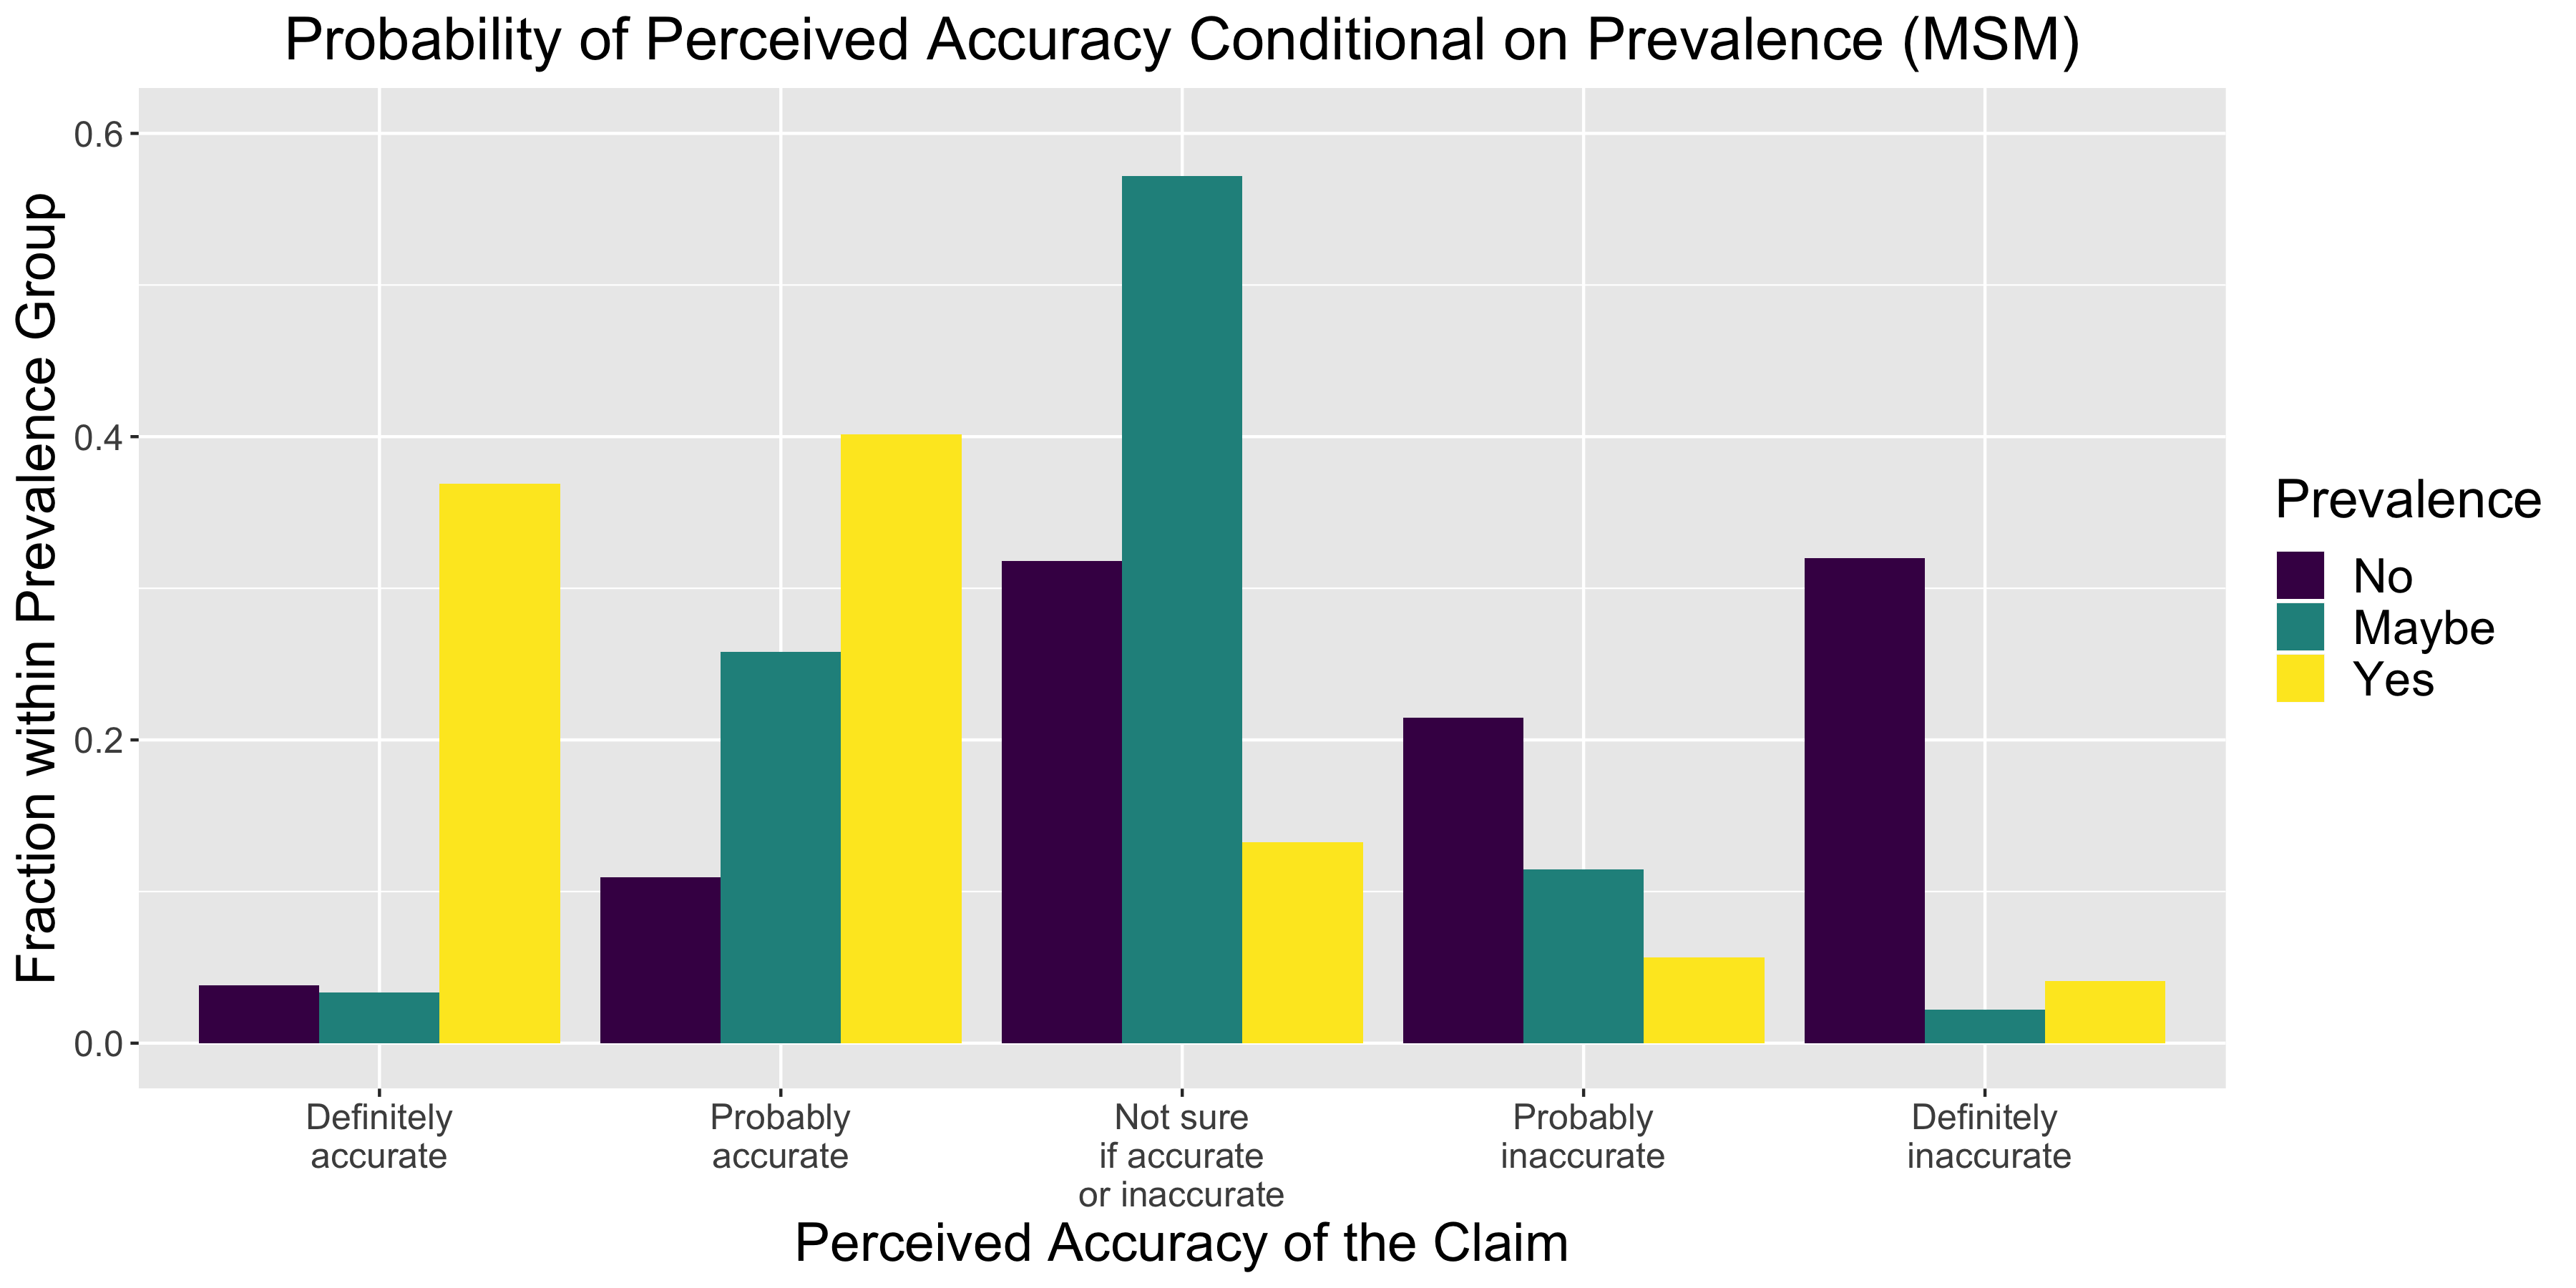 Probability of Perceived Accuracy Conditional on Prevalence (MSM)
Fraction within Prevalence Group
0.6
0.4
0.2
0.0
Definitely
accurate
Probably
accurate
Not sure
if accurate
or inaccurate
Probably
inaccurate
Definitely
inaccurate
Perceived Accuracy of the Claim
Prevalence
No
Maybe
Yes